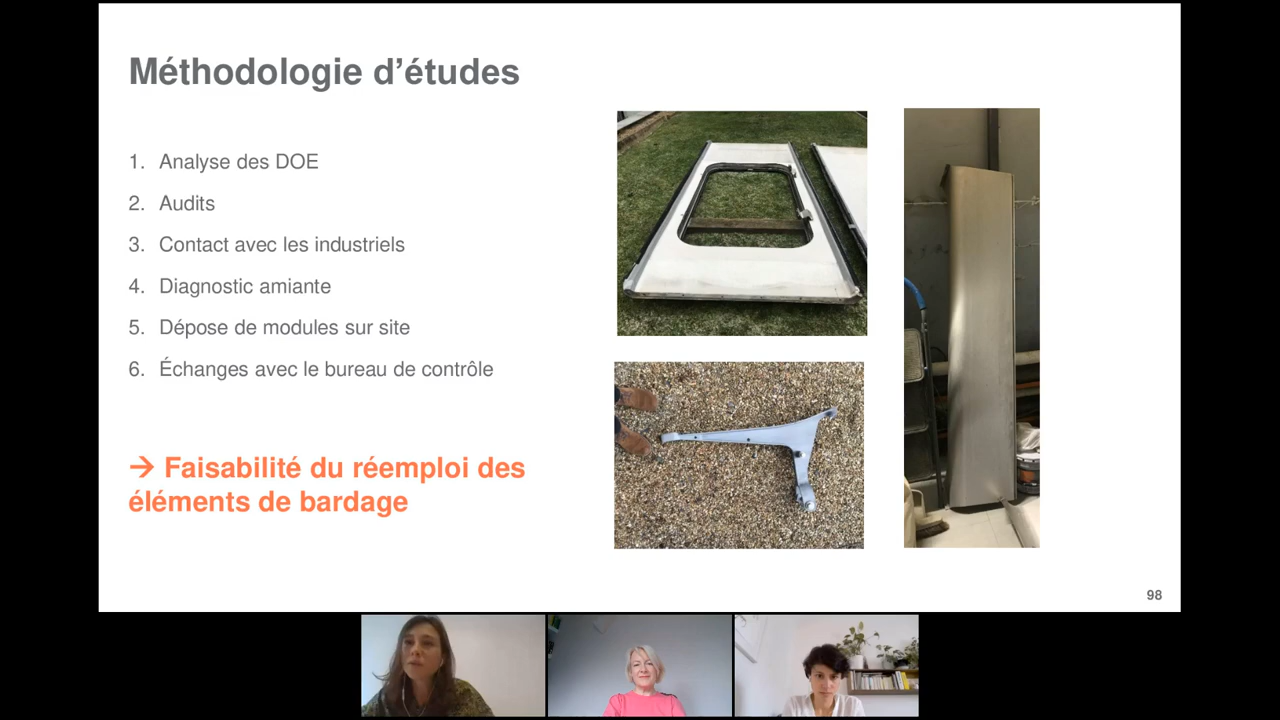 Méthodologie d’études
1. Analyse des DOE
2. Audits
3. Contact avec les industriels
4. Diagnostic amiante
5. Dépose de modules sur site
6. Échanges avec le bureau de contrôle
→ Faisabilité du réemploi des
éléments de bardage
98